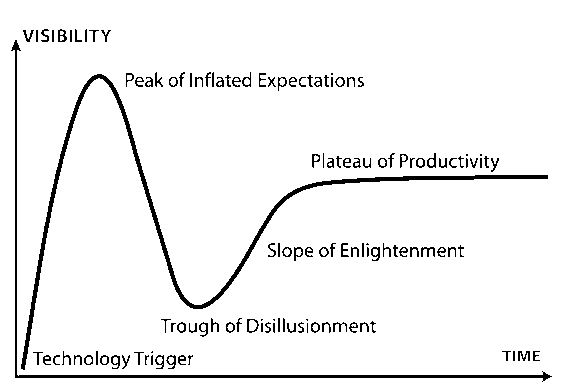 VISIBILITY
Peak of Inflated Expectations
Plateau of Productivity
Slope of Enlightenment
Trough of Disillusionment
TIME
Technology Trigger